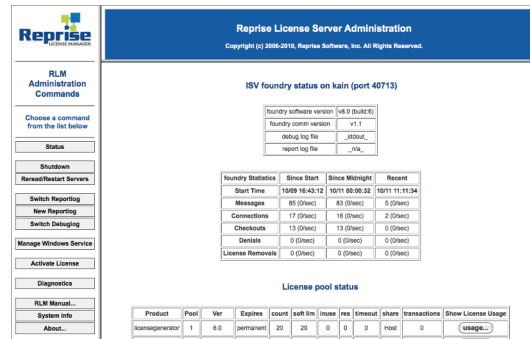 Reprise
LICENSE MANAGER
Reprise License Server Administration
Copyright (c) 2006-2010, Reprise Software, Inc. All Rights Reserved.
RLM
Administration
Commands
Choose a command
from the list below
Status
Shutdown
Reread/Restart Servers
Switch Reportlog
New Reportlog
Switch Debuglog
Manage Windows Service
Activate License
Diagnostics
RLM Manual...
System Info
About...
ISV foundry status on kain (port 40713)
foundry software version v8.0 (build:6)
foundry comm version v1.1
debug log file _stdout_
report log file _n/a_
foundry Statistics Since Start Since Midnight Recent
Start Time 10/09 16:43:12 10/11 00:00:32 10/11 11:11:34
Messages 85 (0/sec) 83 (0/sec) 5 (0/sec)
Connections 17 (0/sec) 16 (0/sec) 2 (0/sec)
Checkouts 13 (0/sec) 13 (0/sec) 0 (0/sec)
Denials 0 (0/sec) 0 (0/sec) 0 (0/sec)
License Removals 0 (0/sec) 0 (0/sec) 0 (0/sec)
License pool status
Product Pool Ver Expires count soft lim inuse res timeout share transactions Show License Usage
licensegenerator 1 6.0 permanent 20 20 0 0 0 Host 0 usage...